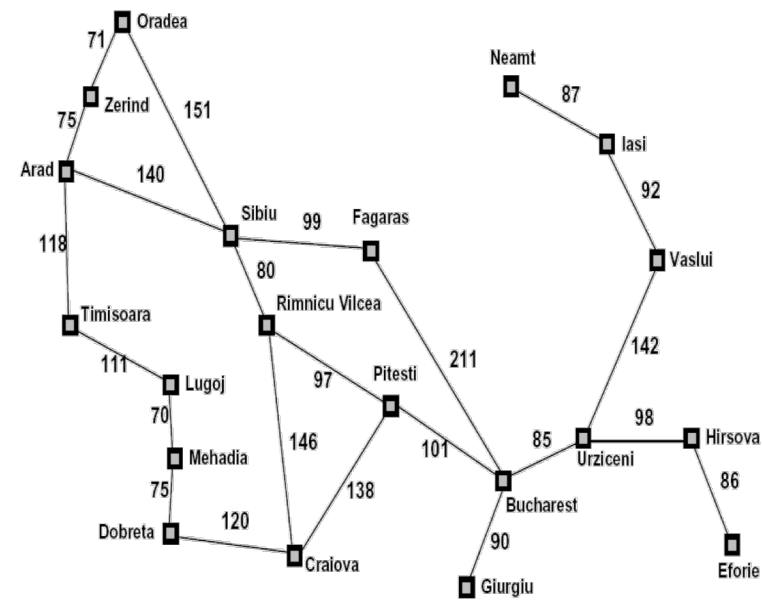 Oradea
71
Neamt
87
Zerind
151
75
Iasi
Arad
140
92
Sibiu
99
Fagaras
118
80
Vaslui
Timisoara
Rimnicu Vilcea
111
211
142
97
Pitesti
Lugoj
70
146
101
85
98
Hirsova
Mehadia
Urziceni
75
138
86
Bucharest
Dobreta
120
90
Craiova
Eforie
Giurgiu